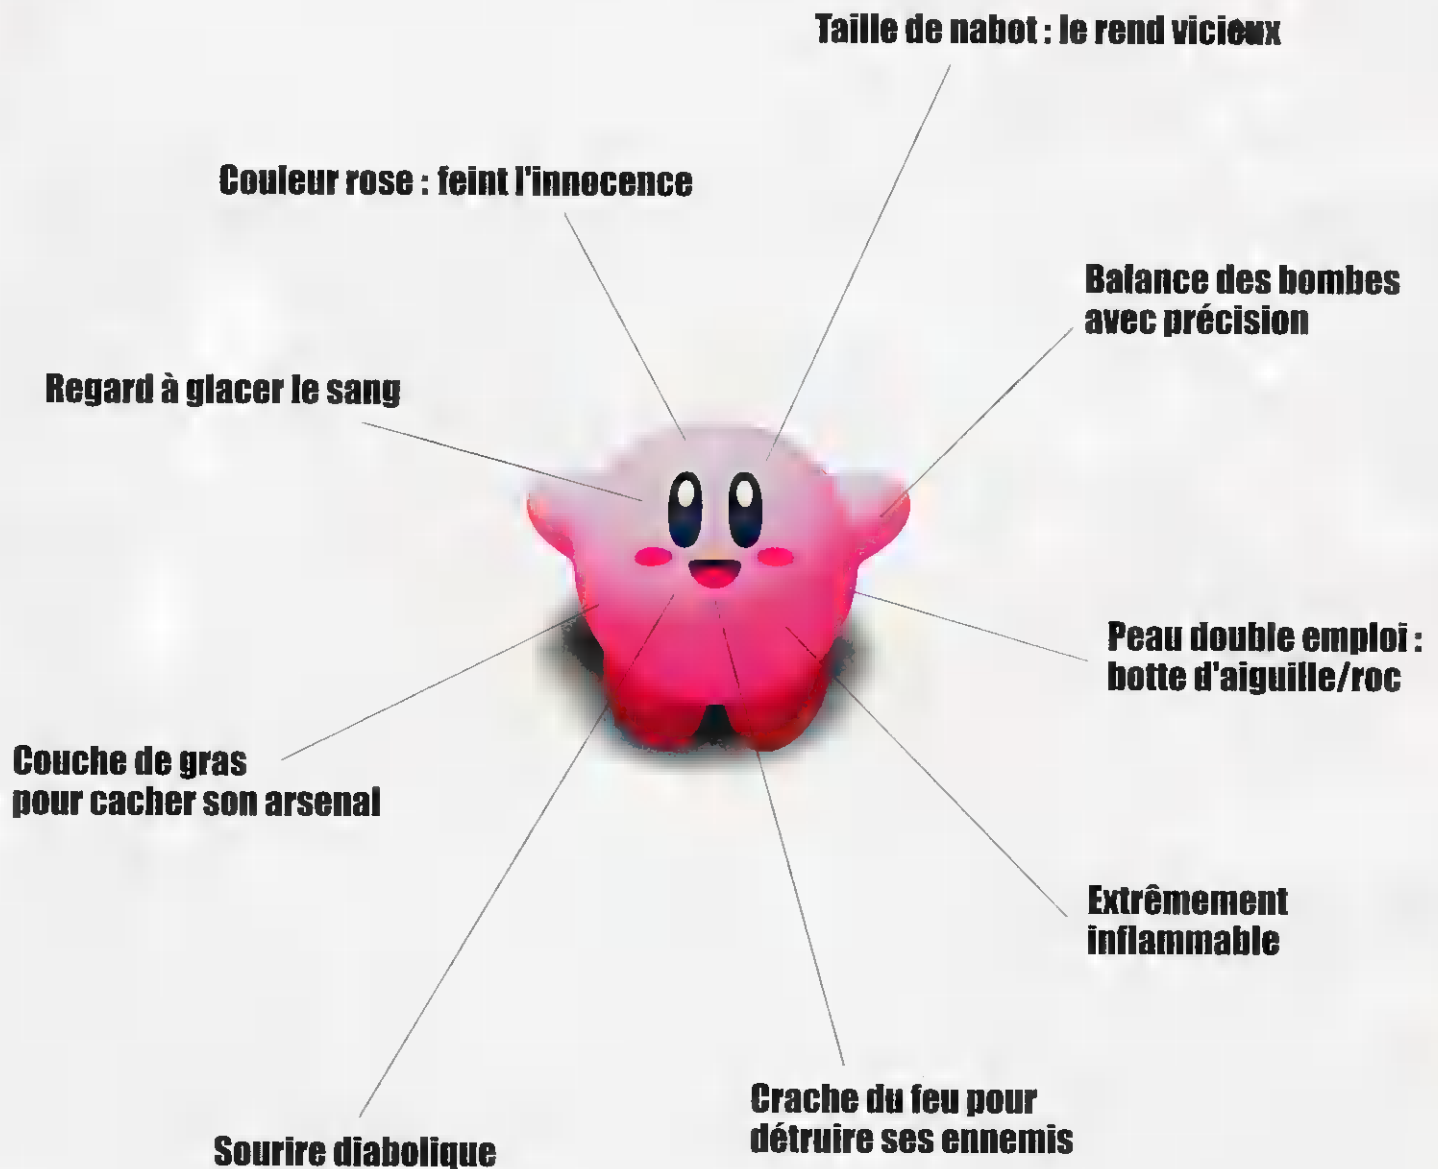 Taille de nabot : le rend vicieux
Couleur rose : feint l'innocence
Balance des bombes
avec précision
Regard à glacer le sang
Peau double emploi :
botte d'aiguille/roc
Couche de gras
pour cacher son arsenal
Extrêmement
inflammable
Crache du feu pour
détruire ses ennemis
Sourire diabolique